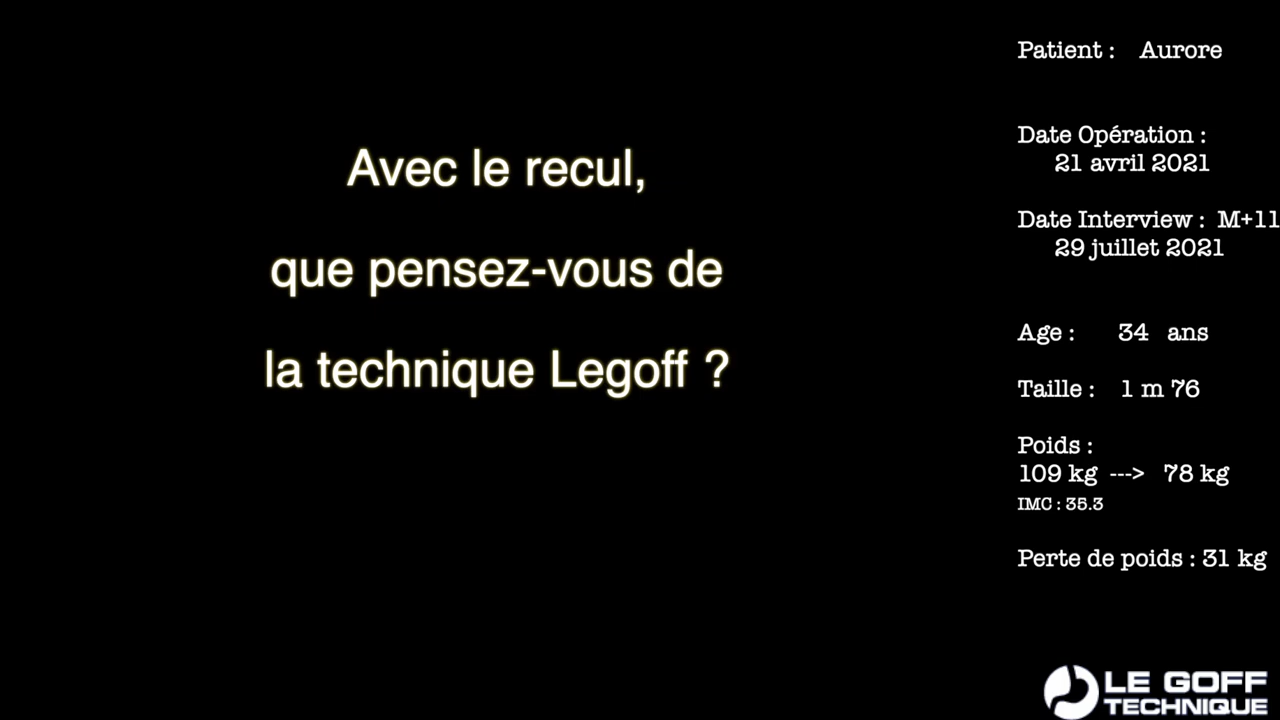 Avec le recul,
que pensez-vous de
la technique Legoff ?
Patient : Aurore
Date Opération :
21 avril 2021
Date Interview : M+11
29 juillet 2021
Age : 34 ans
Taille : 1 m 76
Poids :
109 kg ---> 78 kg
IMC : 35.3
Perte de poids : 31 kg
LE GOFF
TECHNIQUE